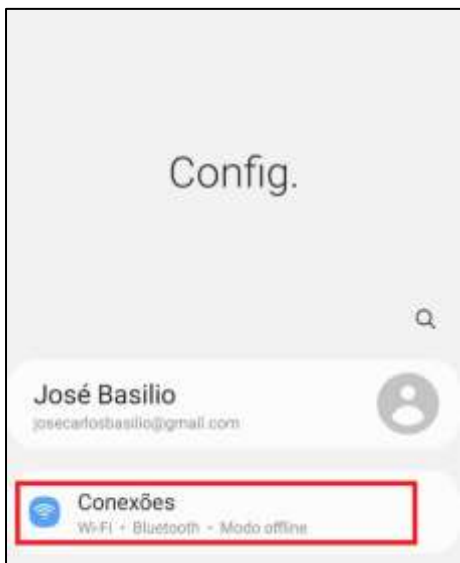 Config.
José Basilio
josecarlosbasilio@gmail.com
Conexões
Wi-Fi • Bluetooth • Modo offline